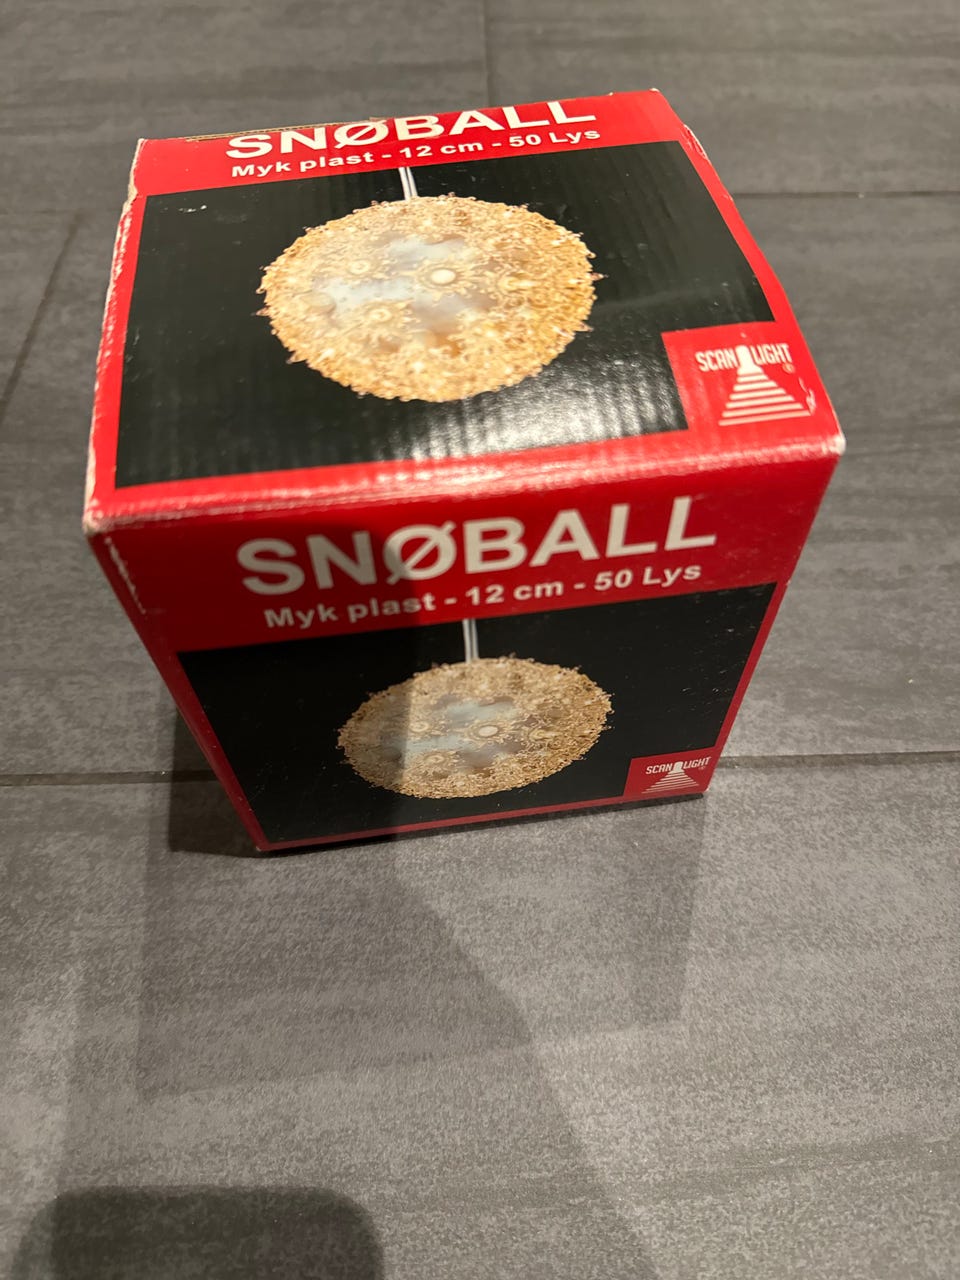 SNØBALL
Myk plast - 12 cm - 50 Lys
SCAN LIGHT
®
SNØBALL
Myk plast - 12 cm - 50 Lys
SCAN LIGHT
®